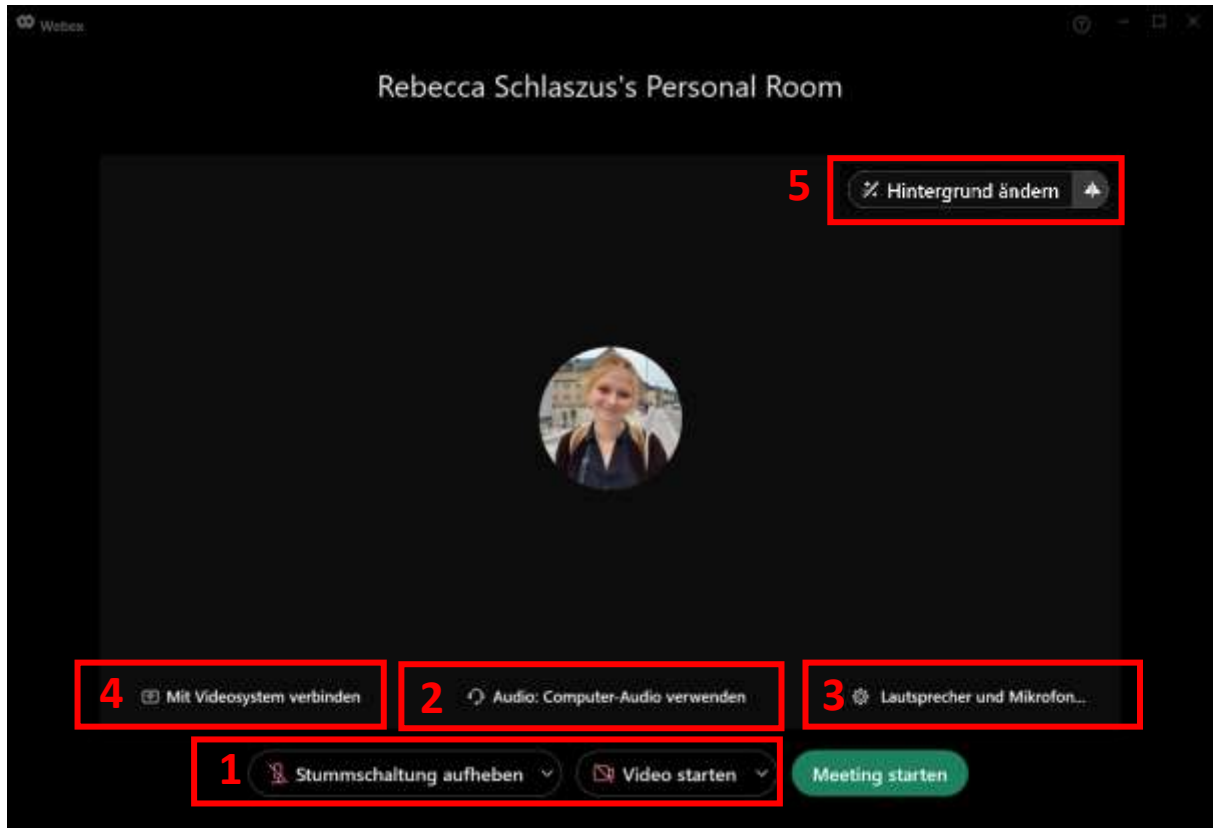 Webex
Rebecca Schlaszus's Personal Room
5 Hintergrund ändern
4 Mit Videosystem verbinden
2 Audio: Computer-Audio verwenden
3 Lautsprecher und Mikrofon...
1 Stummschaltung aufheben Video starten Meeting starten